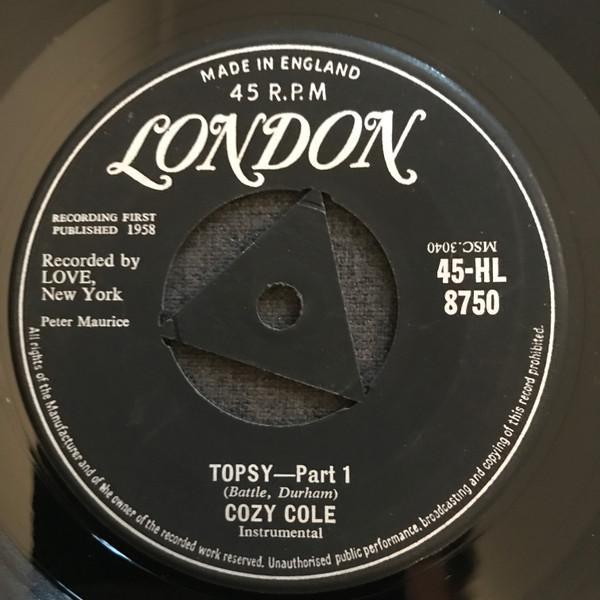 MADE IN ENGLAND
45 R.P.M
LONDON
RECORDING FIRST
PUBLISHED 1958
Recorded by
LOVE,
New York
Peter Maurice
MSC.3040
45-HL
8750
TOPSY—Part 1
(Battle, Durham)
COZY COLE
Instrumental
All rights of the Manufacturer and of the owner of the recorded work reserved. Unauthorised public performance, broadcasting and copying of this record prohibited.